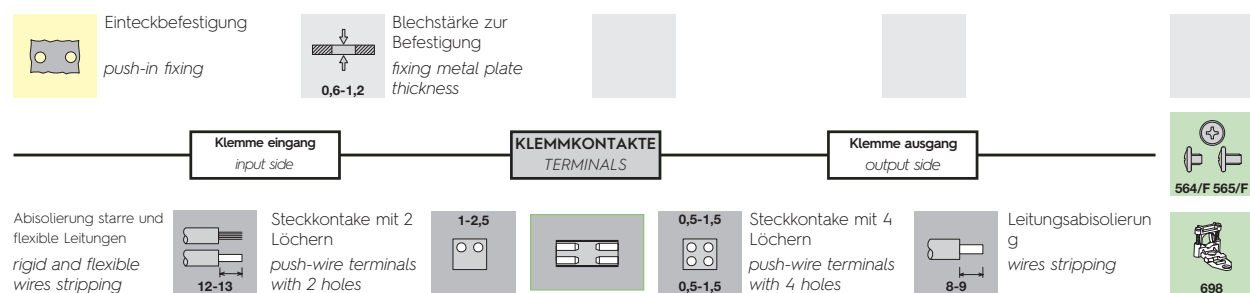 Einteckbefestigung
push-in fixing
Blechstärke zur
Befestigung
fixing metal plate
thickness
0,6-1,2
Klemme eingang
input side
KLEMMKONTAKTE
TERMINALS
Klemme ausgang
output side
564/F 565/F
Abisolierung starre und
flexible Leitungen
rigid and flexible
wires stripping
12-13
Steckkontake mit 2
Löchern
push-wire terminals
with 2 holes
1-2,5
0,5-1,5
0,5-1,5
Steckkontake mit 4
Löchern
push-wire terminals
with 4 holes
8-9
Leitungsabisolierun
g
wires stripping
698